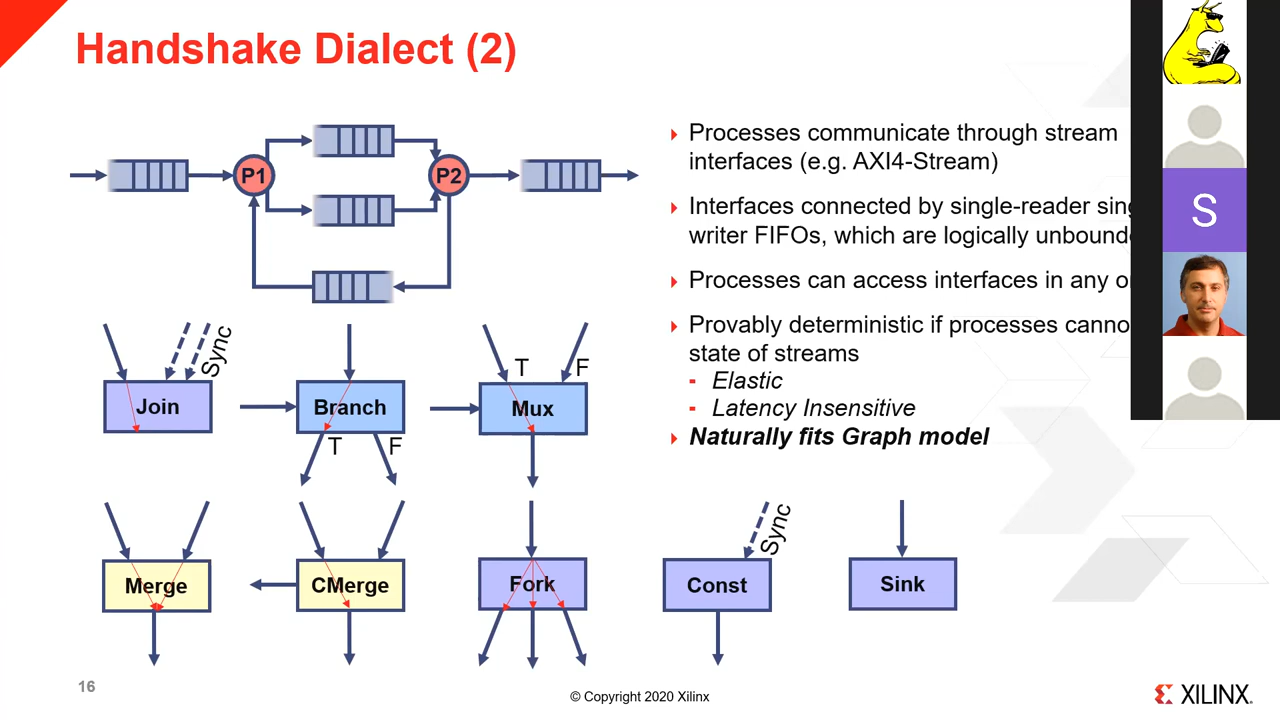 Handshake Dialect (2)
P1
P2
Processes communicate through stream
interfaces (e.g. AXI4-Stream)
Interfaces connected by single-reader
writer FIFOs, which are logically
Processes can access interfaces in any
Provably deterministic if processes
state of streams
Elastic
Latency Insensitive
Naturally fits Graph model
S
Sync
T F
Join
Branch
Mux
T F
Sync
Merge
CMerge
Fork
Const
Sink
16
© Copyright 2020 Xilinx
XILINX.